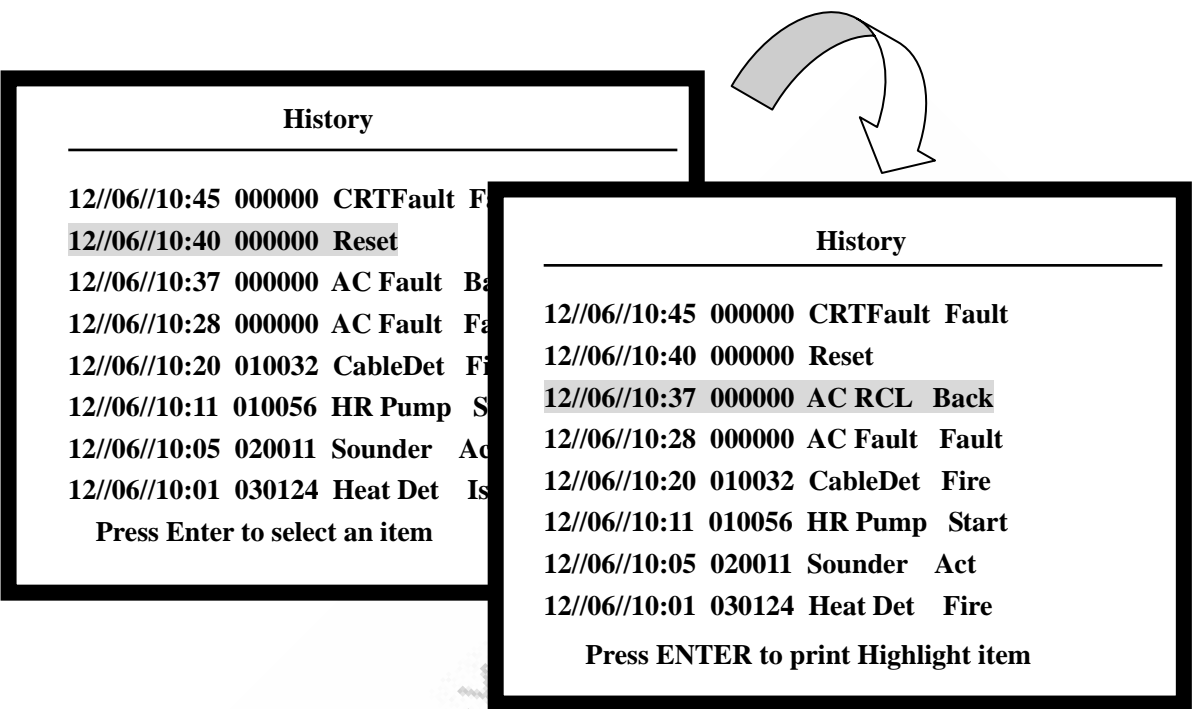 History
12//06//10:45 000000 CRTFault
12//06//10:40 000000 Reset
12//06//10:37 000000 AC Fault
12//06//10:28 000000 AC Fault
12//06//10:20 010032 CableDet
12//06//10:11 010056 HR Pump
12//06//10:05 020011 Sounder
12//06//10:01 030124 Heat Det
Press Enter to select an item
History
12//06//10:45 000000 CRTFault Fault
12//06//10:40 000000 Reset
12//06//10:37 000000 AC RCL Back
12//06//10:28 000000 AC Fault Fault
12//06//10:20 010032 CableDet Fire
12//06//10:11 010056 HR Pump Start
12//06//10:05 020011 Sounder Act
12//06//10:01 030124 Heat Det Fire
Press ENTER to print Highlight item